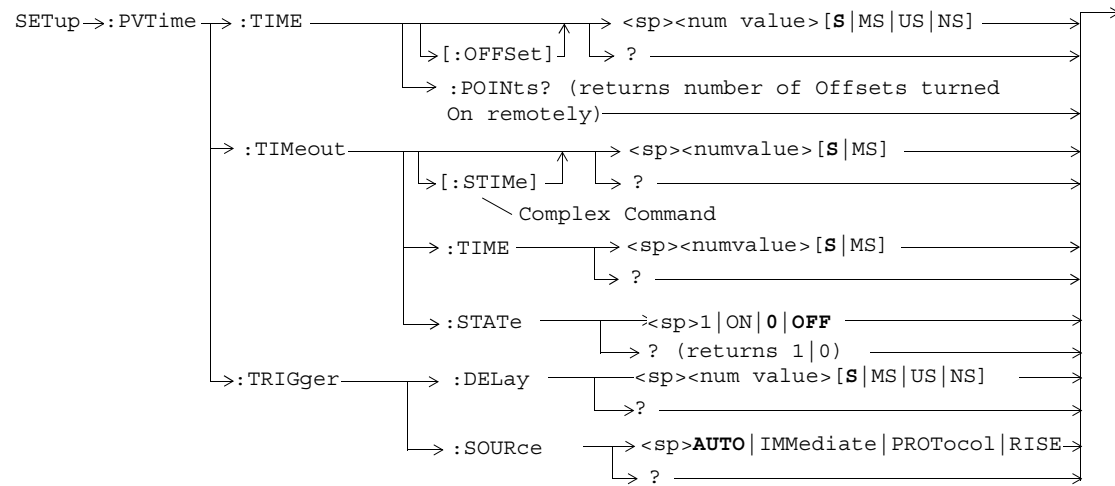 SETup :PVTime :TIME <sp><num value>[S|MS|US|NS]
[:OFFSet] ?
:POINts? (returns number of Offsets turned
On remotely)
:TIMeout <sp><numvalue>[S|MS]
[:STIMe] ?
Complex Command
:TIME <sp><numvalue>[S|MS]
?
:STATe <sp>1|ON|0|OFF
? (returns 1|0)
:TRIGger :DELay <sp><num value>[S|MS|US|NS]
?
:SOURce <sp>AUTO|IMMediate|PROTocol|RISE
?